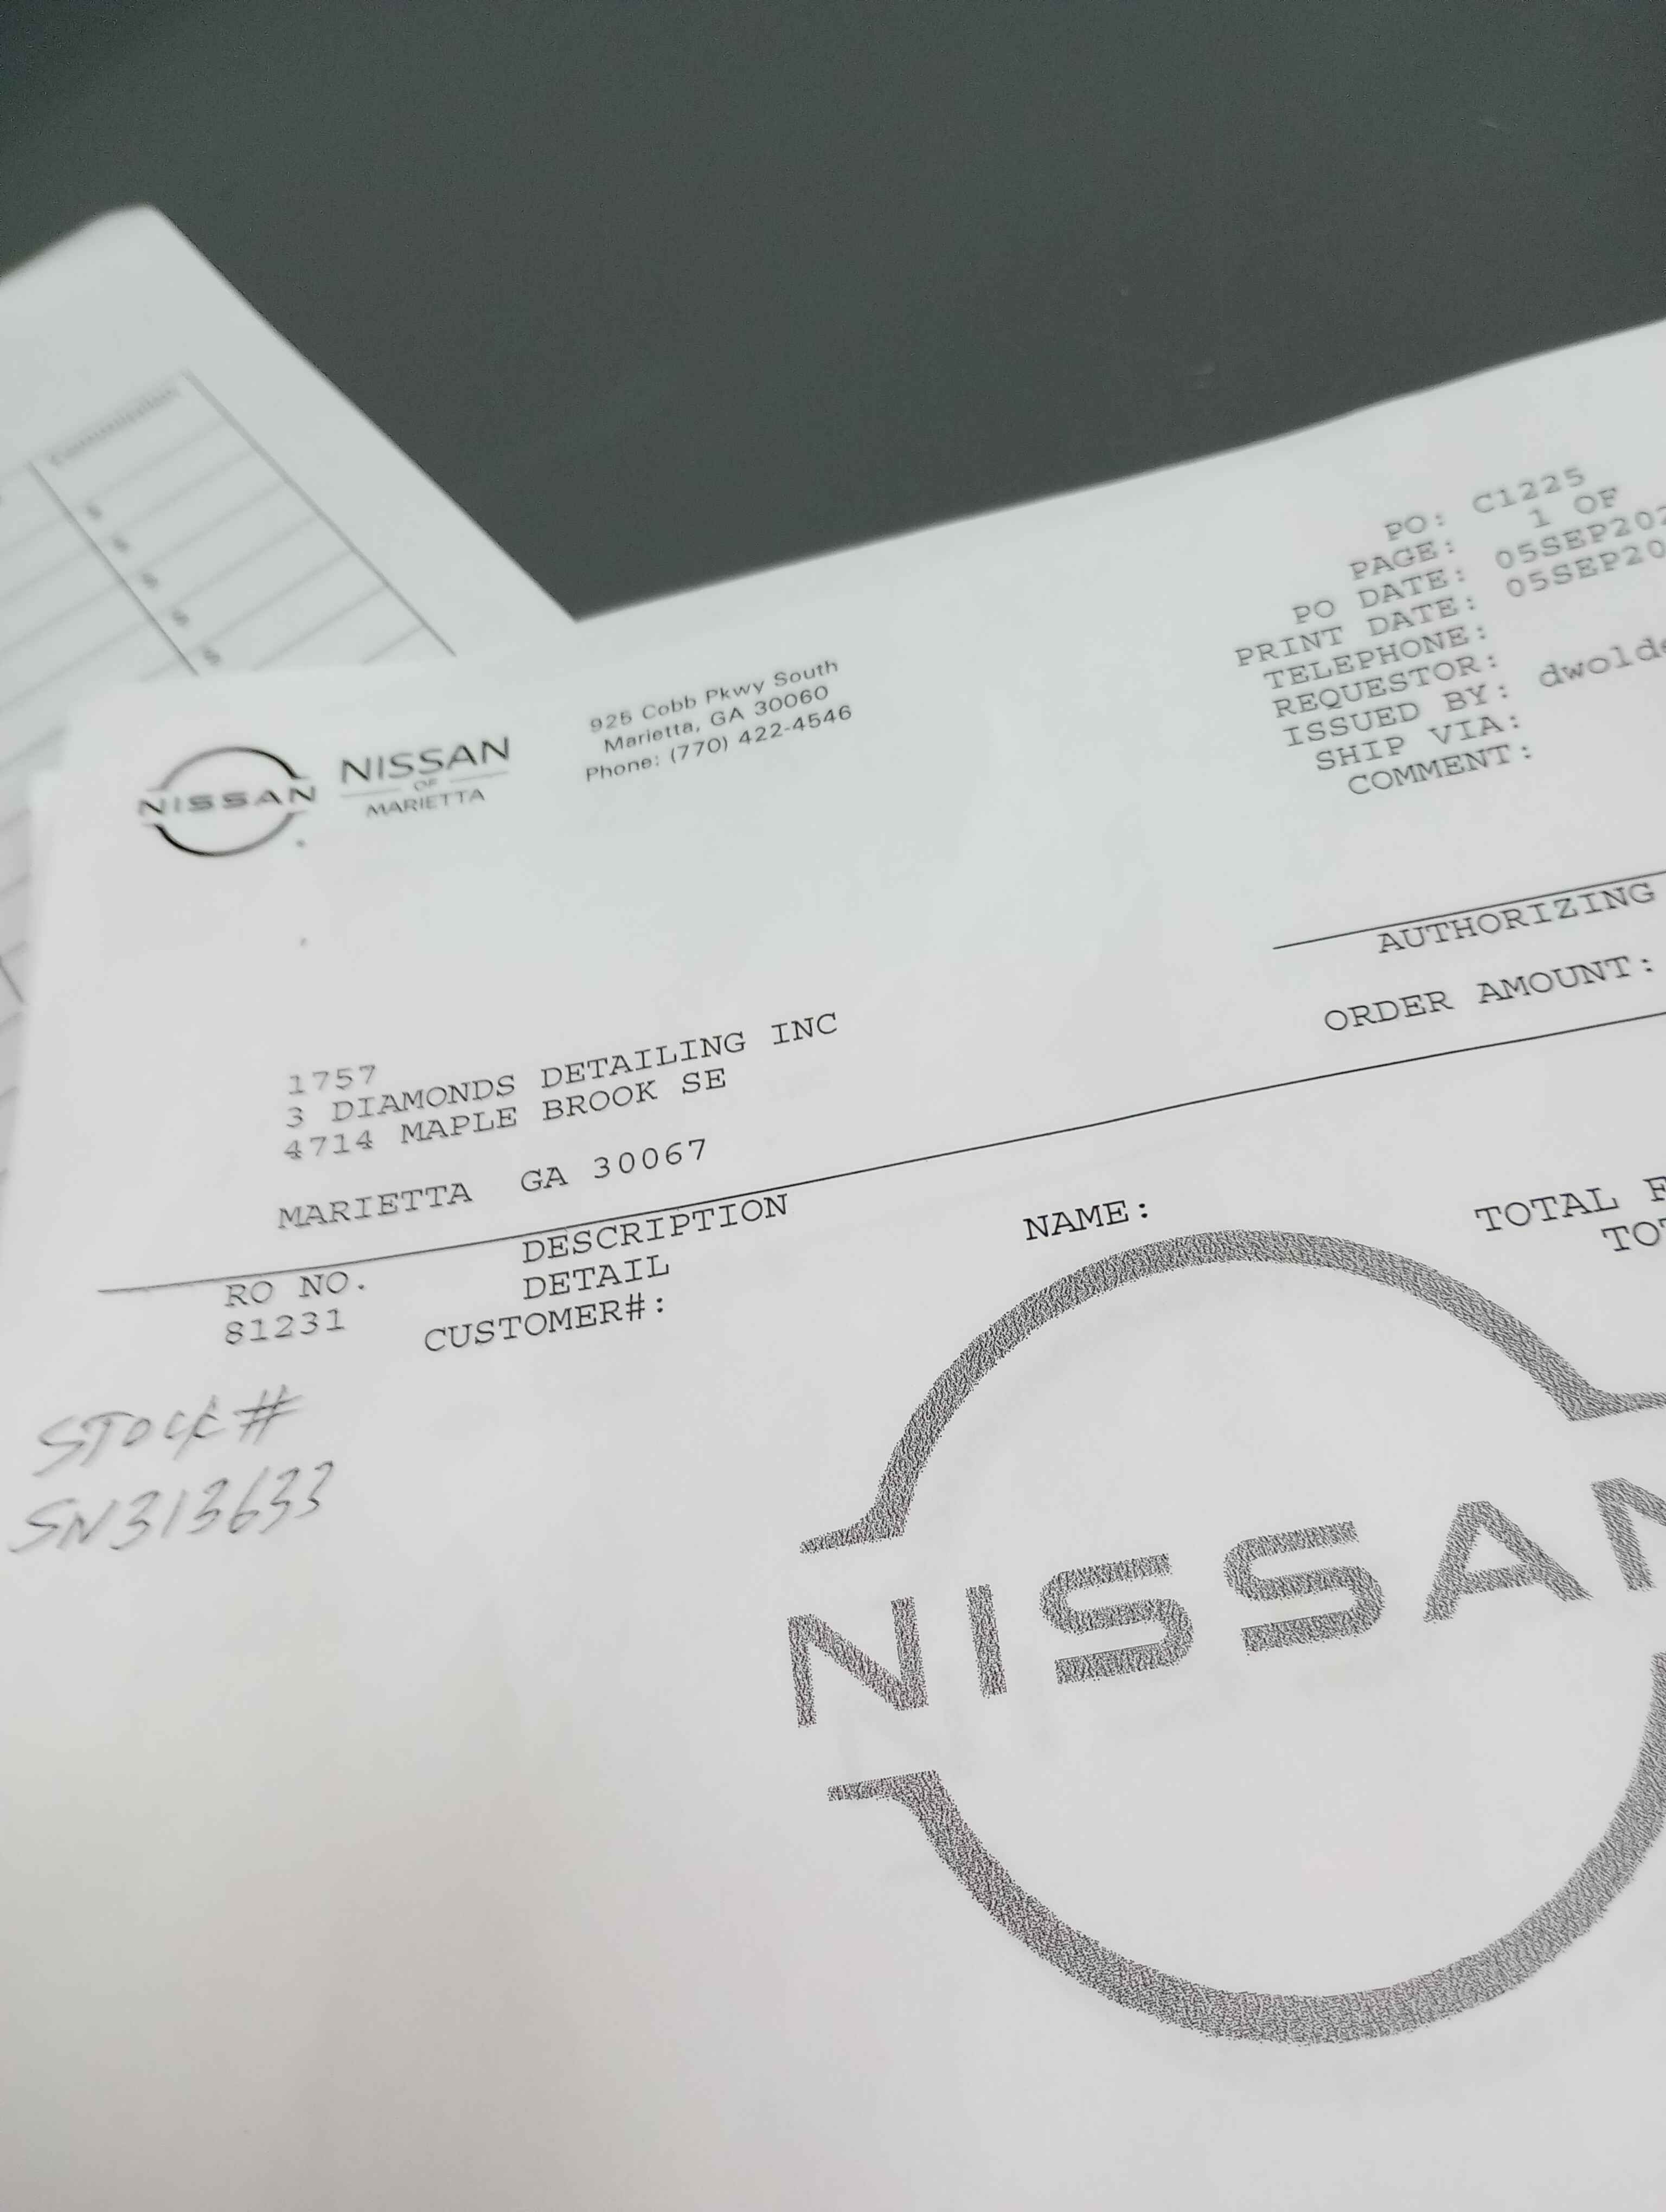 Commission
$
$
$
$
$
NISSAN
NISSAN
OF
MARIETTA
925 Cobb Pkwy South
Marietta, GA 30060
Phone: (770) 422-4546
PO: C1225
PAGE: 1 OF
PO DATE: 05SEP202
PRINT DATE: 05SEP20
TELEPHONE:
REQUESTOR:
ISSUED BY: dwolde
SHIP VIA:
COMMENT:
AUTHORIZING
ORDER AMOUNT:
1757
3 DIAMONDS DETAILING INC
4714 MAPLE BROOK SE
MARIETTA GA 30067
RO NO. DESCRIPTION NAME: TOTAL
81231 DETAIL
CUSTOMER#:
STOCK#
SN313633
NISSAN